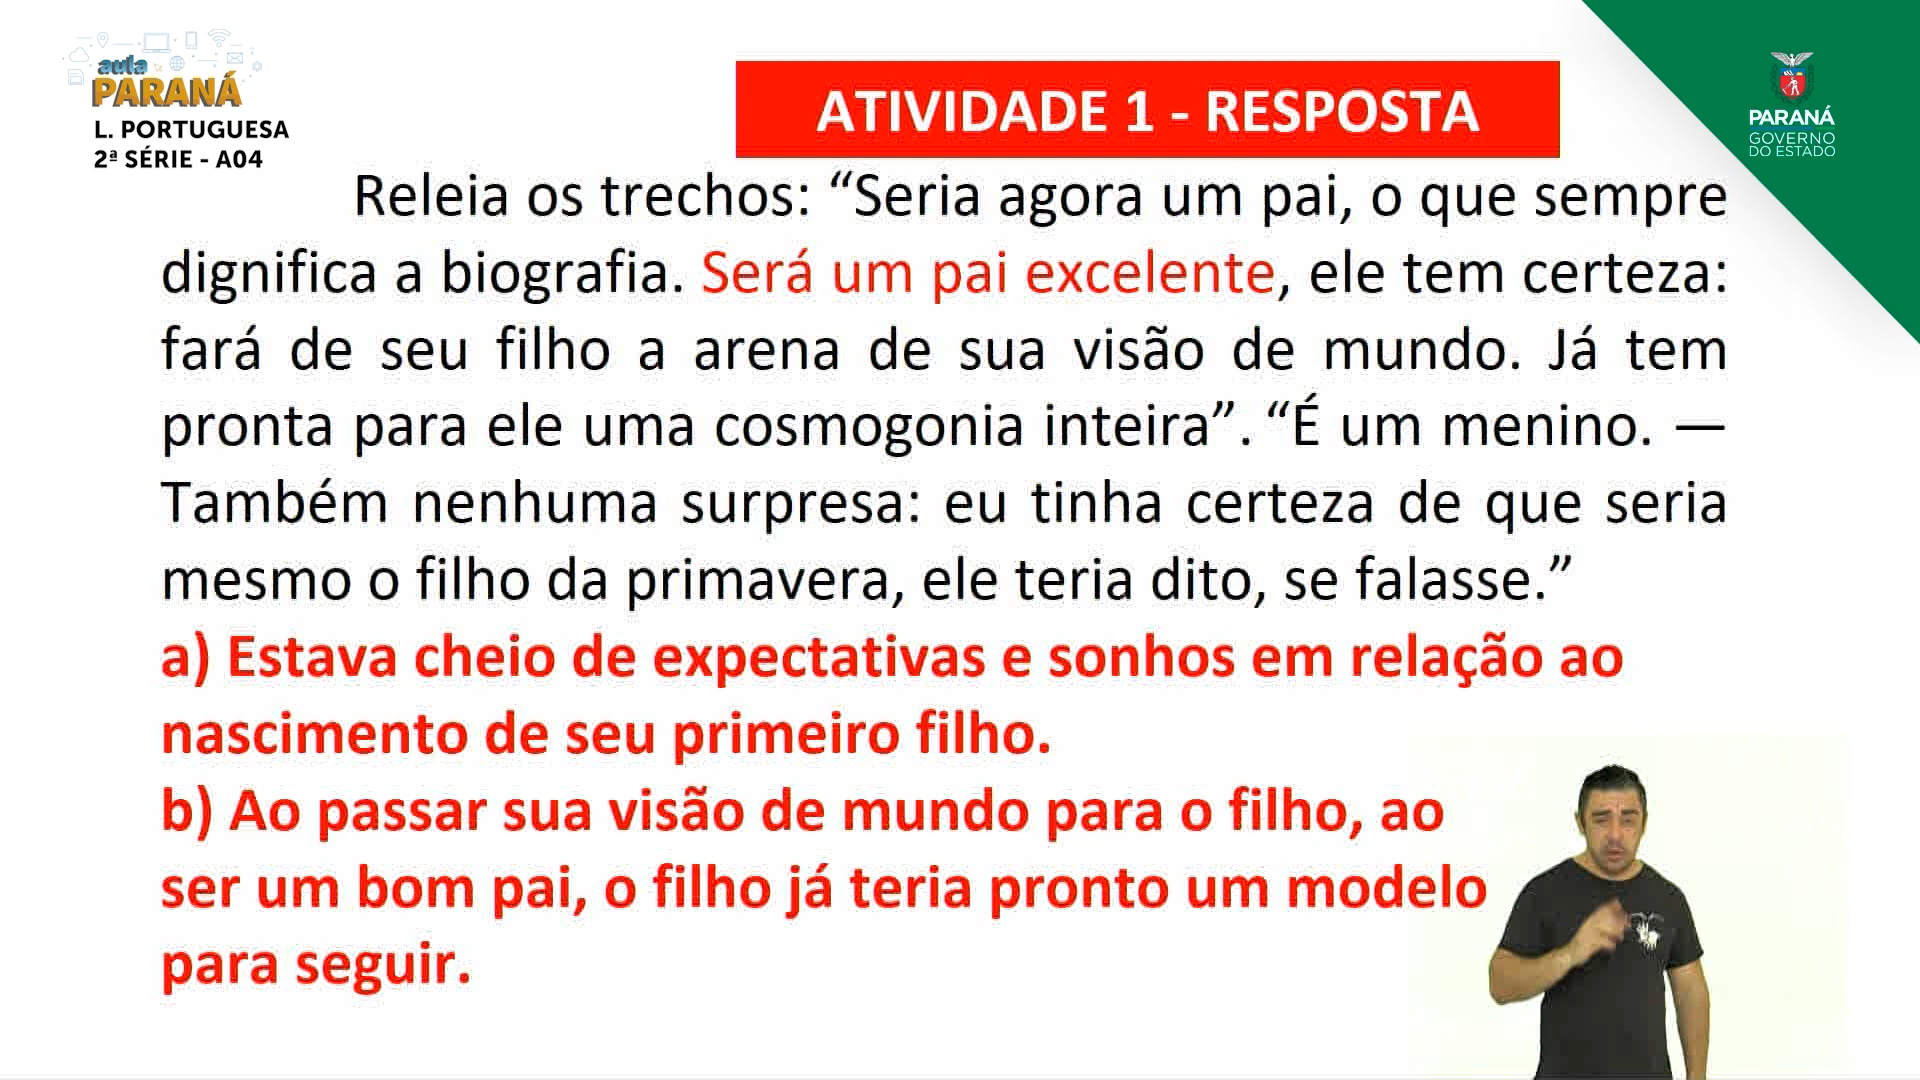 aula
PARANÁ
L. PORTUGUESA
2ª SÉRIE - A04
ATIVIDADE 1 - RESPOSTA
PARANÁ
GOVERNO
DO ESTADO
Releia os trechos: “Seria agora um pai, o que sempre
dignifica a biografia. Será um pai excelente, ele tem certeza:
fará de seu filho a arena de sua visão de mundo. Já tem
pronta para ele uma cosmogonia inteira”. “É um menino. —
Também nenhuma surpresa: eu tinha certeza de que seria
mesmo o filho da primavera, ele teria dito, se falasse.”
a) Estava cheio de expectativas e sonhos em relação ao
nascimento de seu primeiro filho.
b) Ao passar sua visão de mundo para o filho, ao
ser um bom pai, o filho já teria pronto um modelo
para seguir.